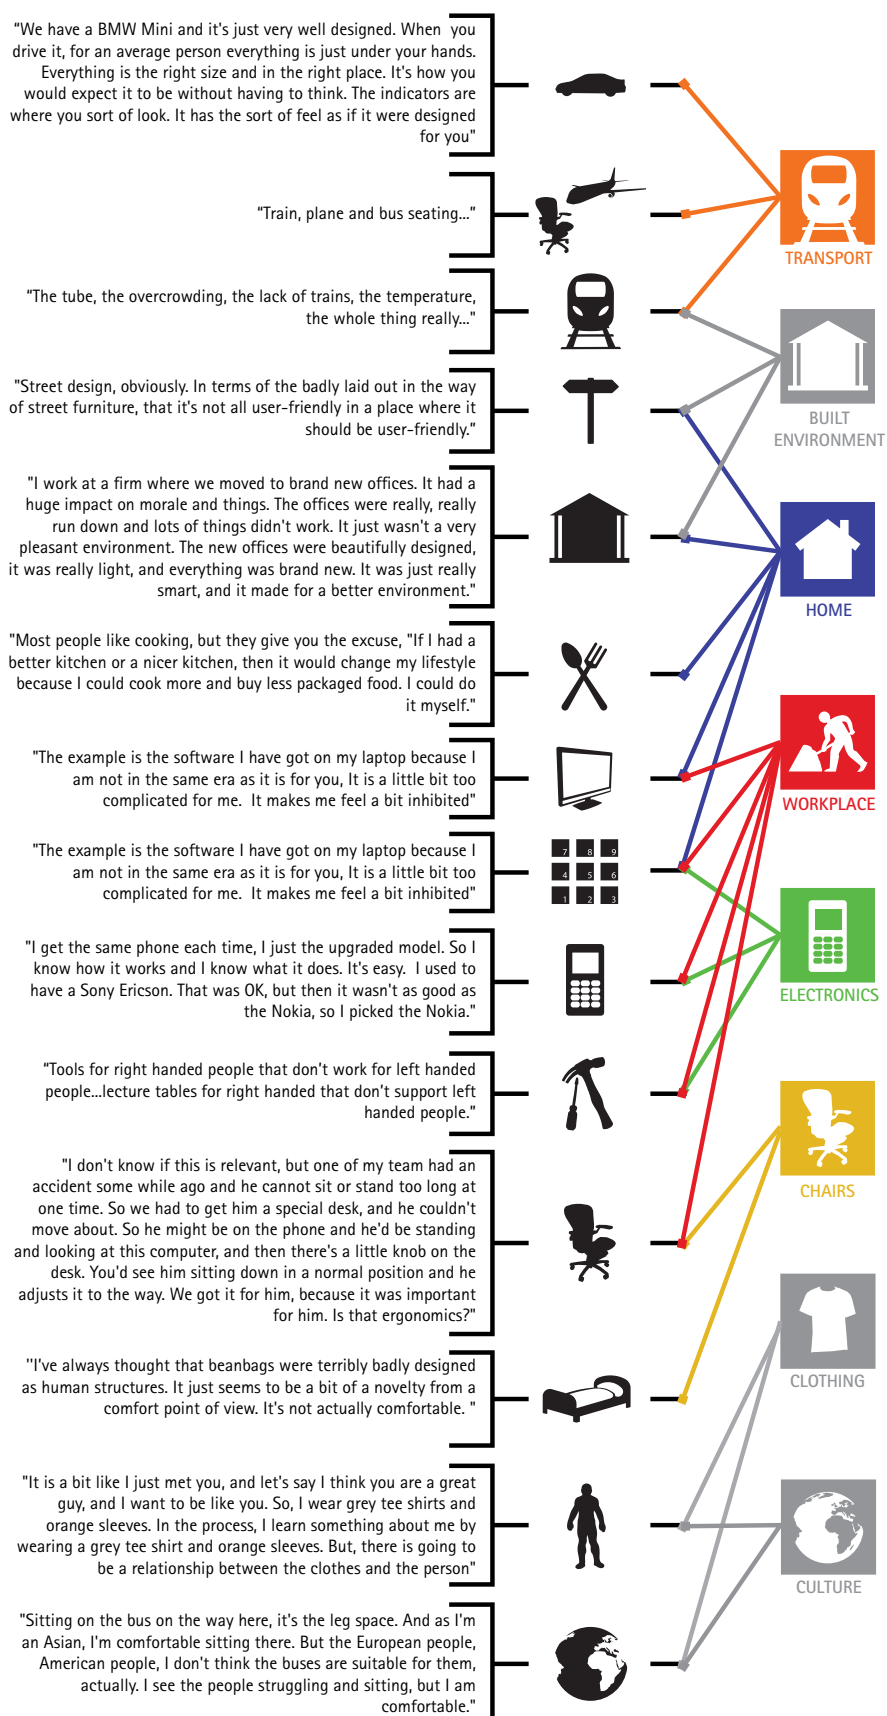 "We have a BMW Mini and it's just very well designed. When you
drive it, for an average person everything is just under your hands.
Everything is the right size and in the right place. It's how you
would expect it to be without having to think. The indicators are
where you sort of look. It has the sort of feel as if it were designed
for you"
“Train, plane and bus seating...”
TRANSPORT
“The tube, the overcrowding, the lack of trains, the temperature,
the whole thing really..."
"Street design, obviously. In terms of the badly laid out in the way
of street furniture, that it's not all user-friendly in a place where it
should be user-friendly.”
BUILT
ENVIRONMENT
"I work at a firm where we moved to brand new offices. It had a
huge impact on morale and things. The offices were really, really
run down and lots of things didn't work. It just wasn't a very
pleasant environment. The new offices were beautifully designed,
it was really light, and everything was brand new. It was just really
smart, and it made for a better environment."
HOME
"Most people like cooking, but they give you the excuse, "If I had a
better kitchen or a nicer kitchen, then it would change my lifestyle
because I could cook more and buy less packaged food. I could do
it myself."
"The example is the software I have got on my laptop because I
am not in the same era as it is for you, It is a little bit too
complicated for me. It makes me feel a bit inhibited"
WORKPLACE
"The example is the software I have got on my laptop because I
am not in the same era as it is for you, It is a little bit too
complicated for me. It makes me feel a bit inhibited"
7 8 9
4 5 6
1 2 3
"I get the same phone each time, I just the upgraded model. So I
know how it works and I know what it does. It's easy. I used to
have a Sony Ericson. That was OK, but then it wasn't as good as
the Nokia, so I picked the Nokia."
ELECTRONICS
“Tools for right handed people that don’t work for left handed
people...lecture tables for right handed that don’t support left
handed people.”
"I don't know if this is relevant, but one of my team had an
accident some while ago and he cannot sit or stand too long at
one time. So we had to get him a special desk, and he couldn't
move about. So he might be on the phone and he'd be standing
and looking at this computer, and then there's a little knob on the
desk. You'd see him sitting down in a normal position and he
adjusts it to the way. We got it for him, because it was important
for him. Is that ergonomics?"
CHAIRS
''I've always thought that beanbags were terribly badly designed
as human structures. It just seems to be a bit of a novelty from a
comfort point of view. It's not actually comfortable. "
CLOTHING
"It is a bit like I just met you, and let's say I think you are a great
guy, and I want to be like you. So, I wear grey tee shirts and
orange sleeves. In the process, I learn something about me by
wearing a grey tee shirt and orange sleeves. But, there is going to
be a relationship between the clothes and the person"
CULTURE
"Sitting on the bus on the way here, it's the leg space. And as I'm
an Asian, I'm comfortable sitting there. But the European people,
American people, I don't think the buses are suitable for them,
actually. I see the people struggling and sitting, but I am
comfortable."